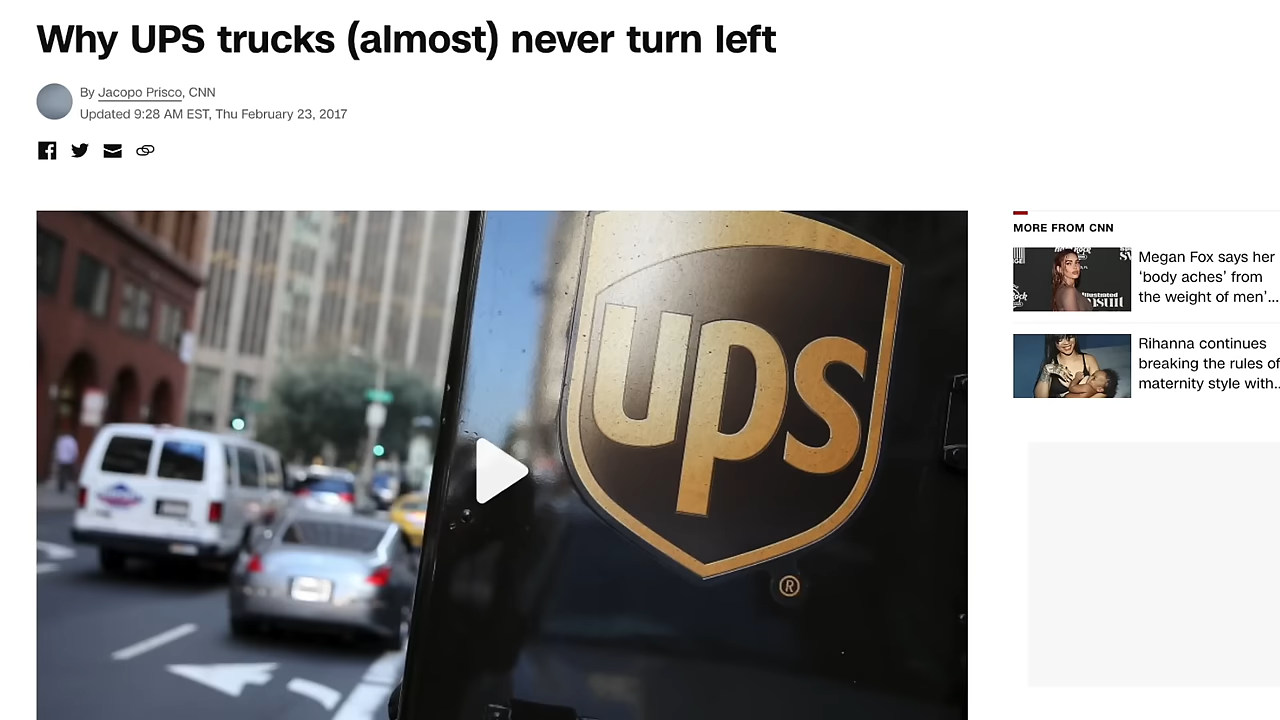 Why UPS trucks (almost) never turn left
By Jacopo Prisco, CNN
Updated 9:28 AM EST, Thu February 23, 2017
ups
®
MORE FROM CNN
Megan Fox says her
‘body aches’ from
the weight of men’...
Rihanna continues
breaking the rules of
maternity style with...